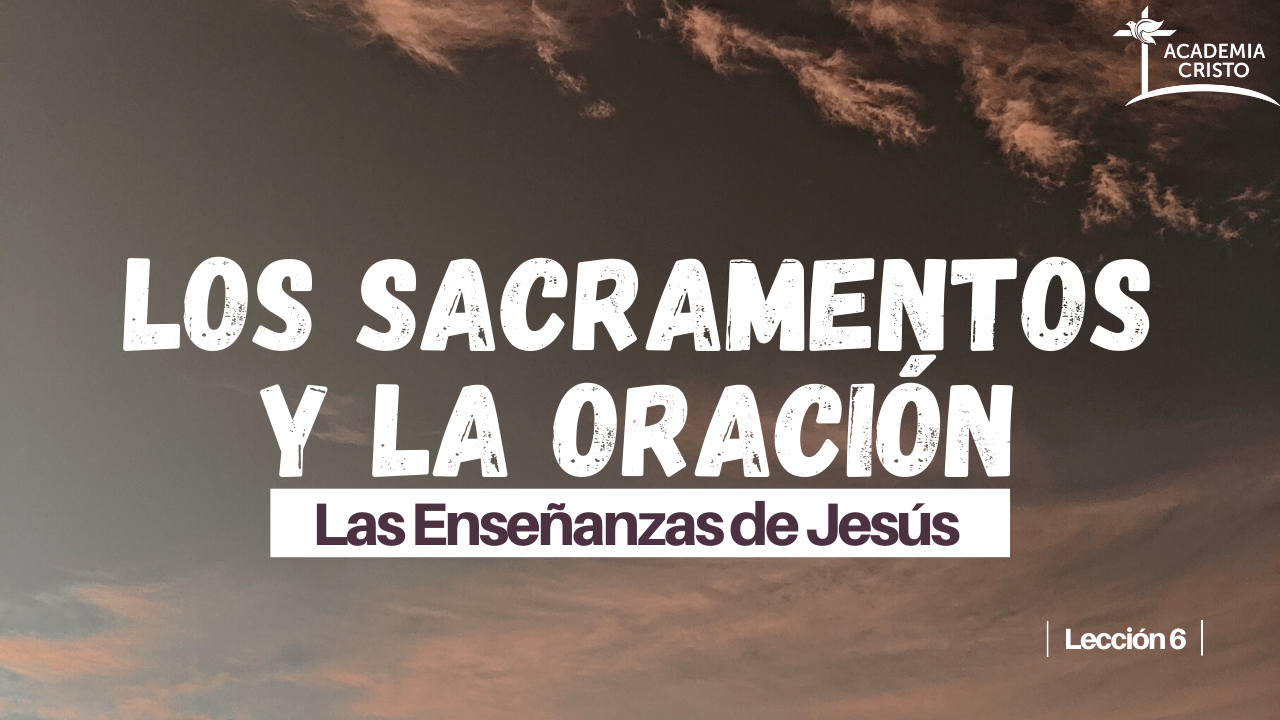 ACADEMIA
CRISTO
LOS SACRAMENTOS
Y LA ORACIÓN
Las Enseñanzas de Jesús
Lección 6